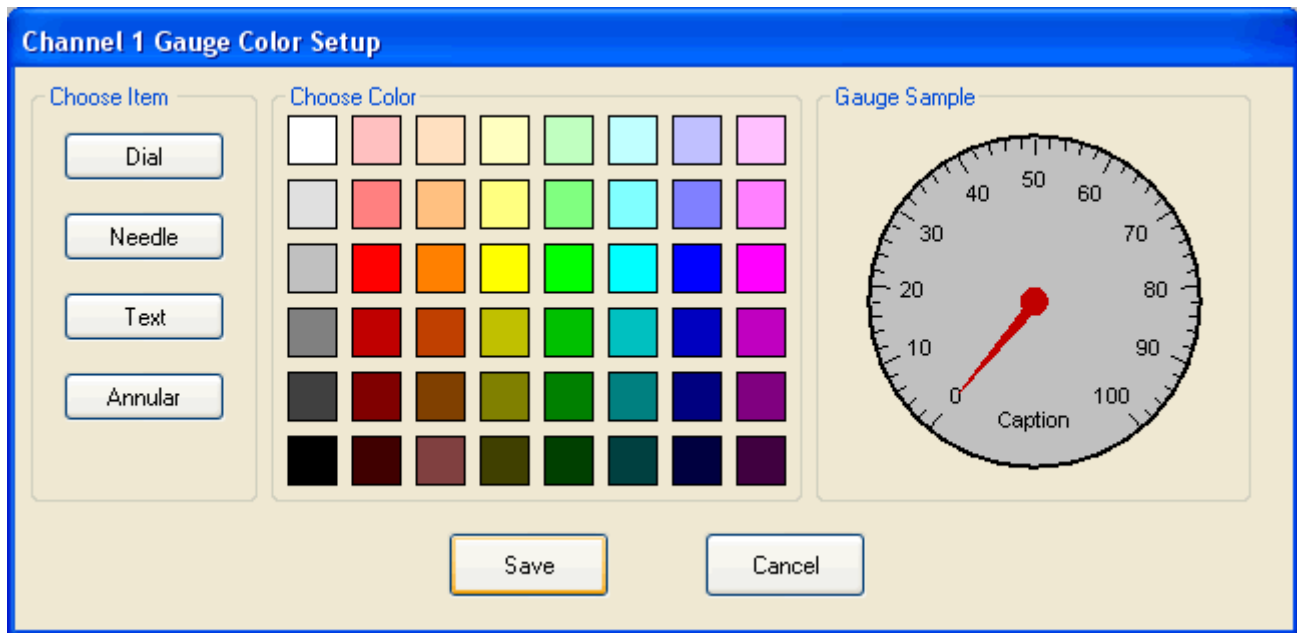 Channel 1 Gauge Color Setup
Choose Item
Dial
Needle
Text
Annular
Choose Color
Gauge Sample
0
10
20
30
40
50
60
70
80
90
100
Caption
Save
Cancel